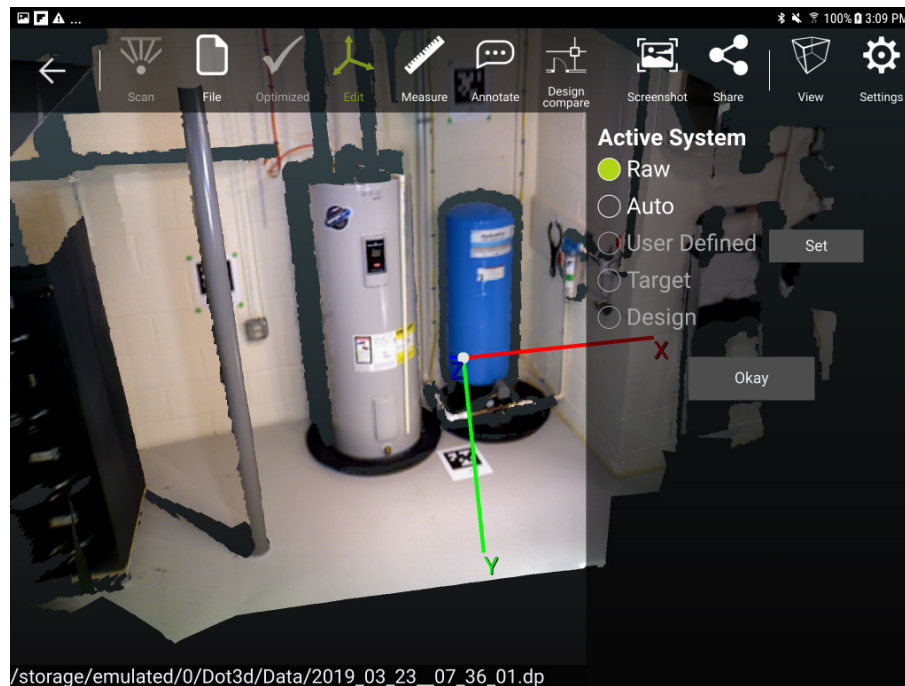 ...
100% 3:09 PM
Scan
File
Optimized
Edit
Measure
Annotate
Design
compare
Screenshot
Share
View
Settings
Active System
Raw
Auto
User Defined
Set
Target
Design
X
Z
Okay
Y
/storage/emulated/0/Dot3d/Data/2019_03_23__07_36_01.dp